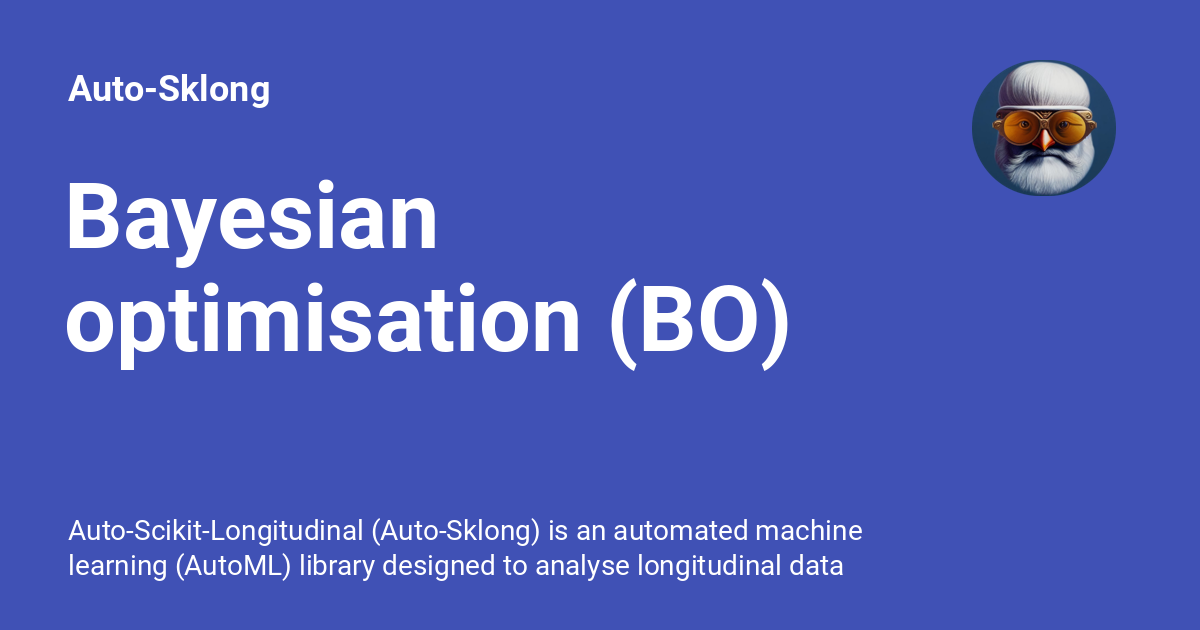 Auto-Sklong
Bayesian
optimisation (BO)
Auto-Scikit-Longitudinal (Auto-Sklong) is an automated machine
learning (AutoML) library designed to analyse longitudinal data